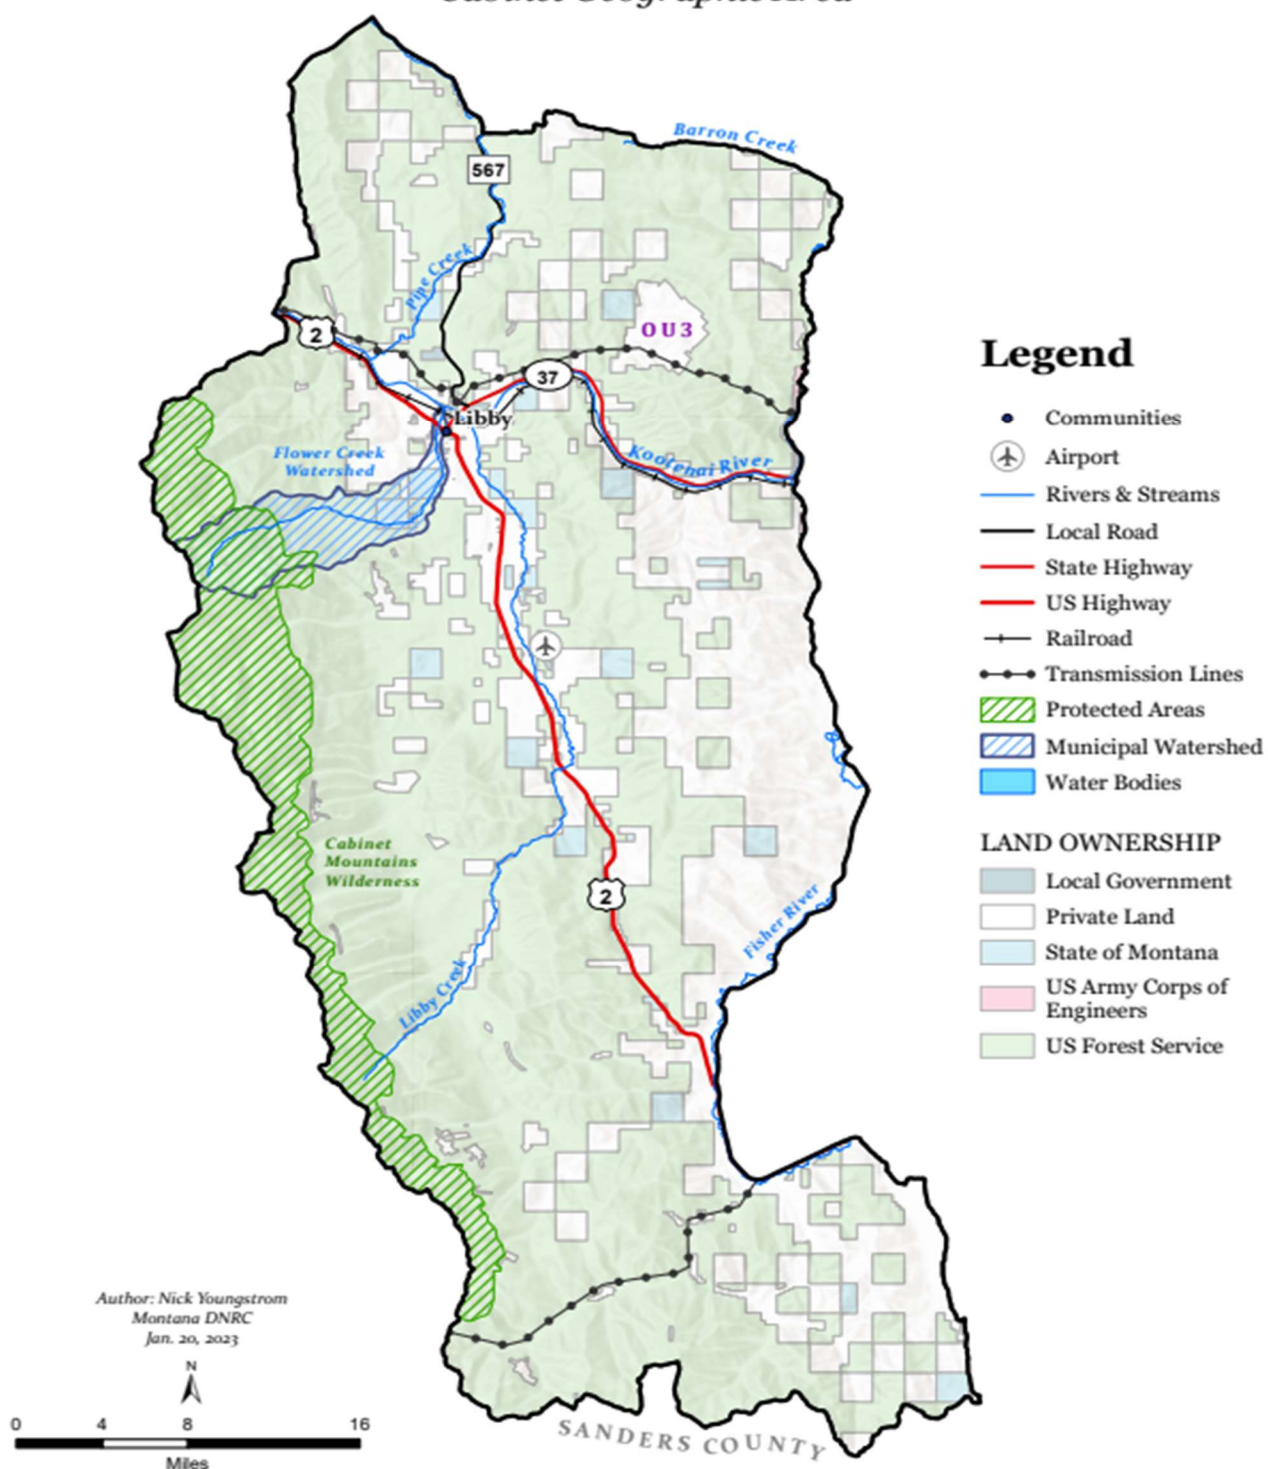 Cabinet Geographic Area
Barron Creek
567
Pipe Creek
2
OU3
37
Libby
Flower Creek
Watershed
Kootenai River
Cabinet
Mountains
Wilderness
2
Fisher River
Libby Creek
SANDERS COUNTY
Legend
Communities
Airport
Rivers & Streams
Local Road
State Highway
US Highway
Railroad
Transmission Lines
Protected Areas
Municipal Watershed
Water Bodies
LAND OWNERSHIP
Local Government
Private Land
State of Montana
US Army Corps of
Engineers
US Forest Service
Author: Nick Youngstrom
Montana DNRC
Jan. 20, 2023
N
0 4 8 16
Miles